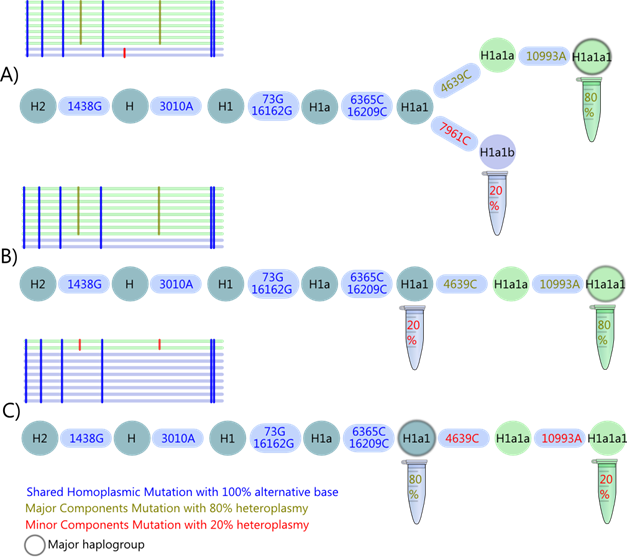 A)
H2 1438G H 3010A H1 73G 16162G H1a 6365C 16209C H1a1 4639C H1a1a 10993A H1a1a1
80 %
7961C H1a1b
20 %
B)
H2 1438G H 3010A H1 73G 16162G H1a 6365C 16209C H1a1 4639C H1a1a 10993A H1a1a1
20 % 80 %
C)
H2 1438G H 3010A H1 73G 16162G H1a 6365C 16209C H1a1 4639C H1a1a 10993A H1a1a1
80 % 20 %
Shared Homoplasmic Mutation with 100% alternative base
Major Components Mutation with 80% heteroplasmy
Minor Components Mutation with 20% heteroplasmy
Major haplogroup